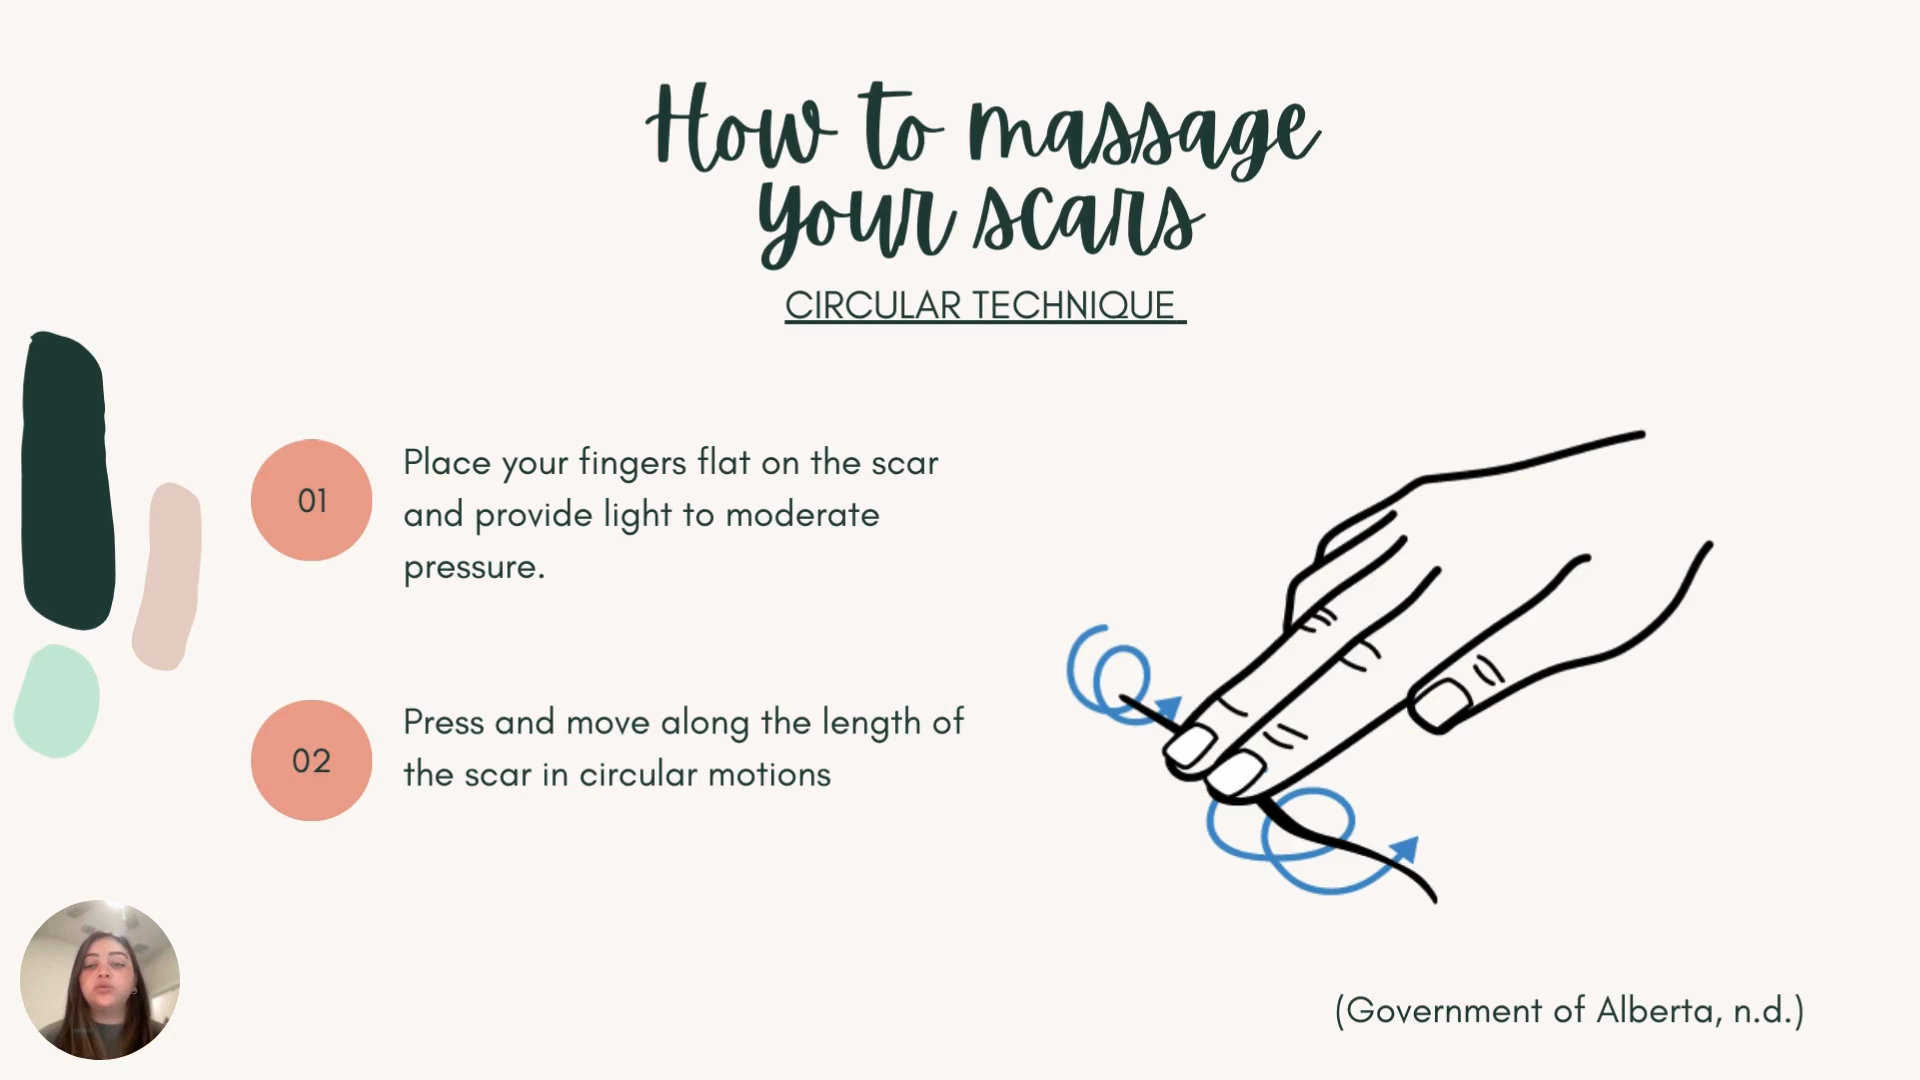 How to massage
your scars
CIRCULAR TECHNIQUE
01
Place your fingers flat on the scar
and provide light to moderate
pressure.
02
Press and move along the length of
the scar in circular motions
(Government of Alberta, n.d.)